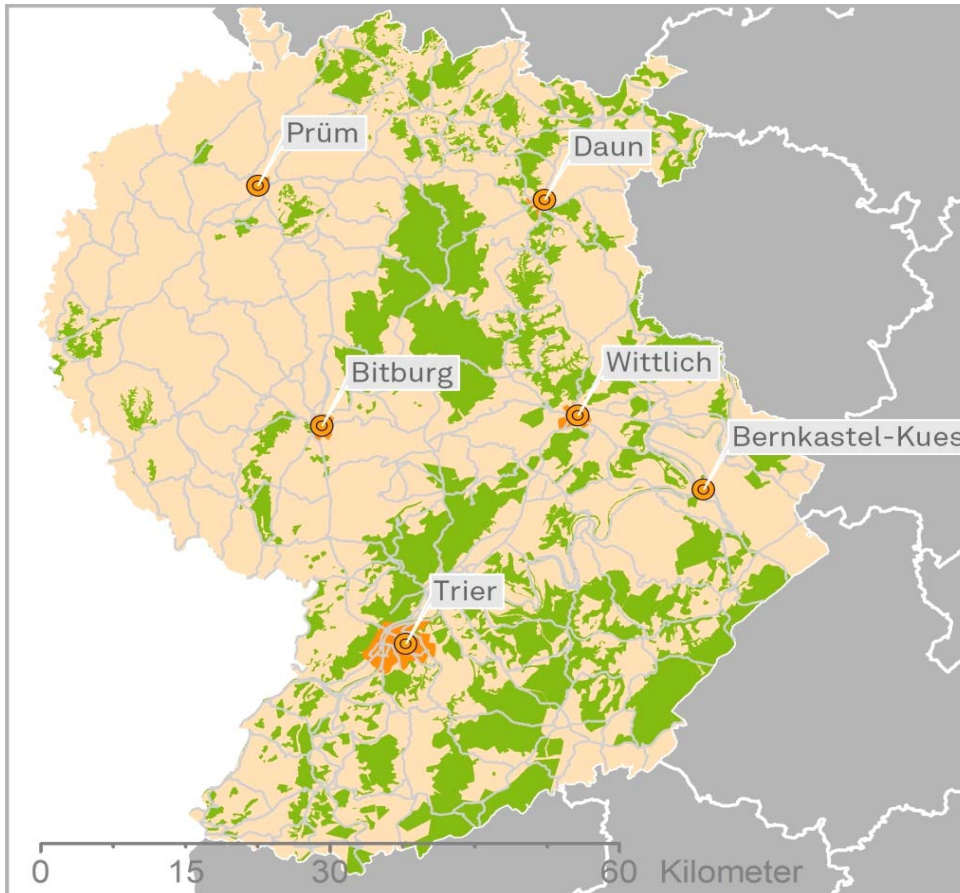 Prüm
Daun
Bitburg
Wittlich
Bernkastel-Kues
Trier
0 15 30 60 Kilometer